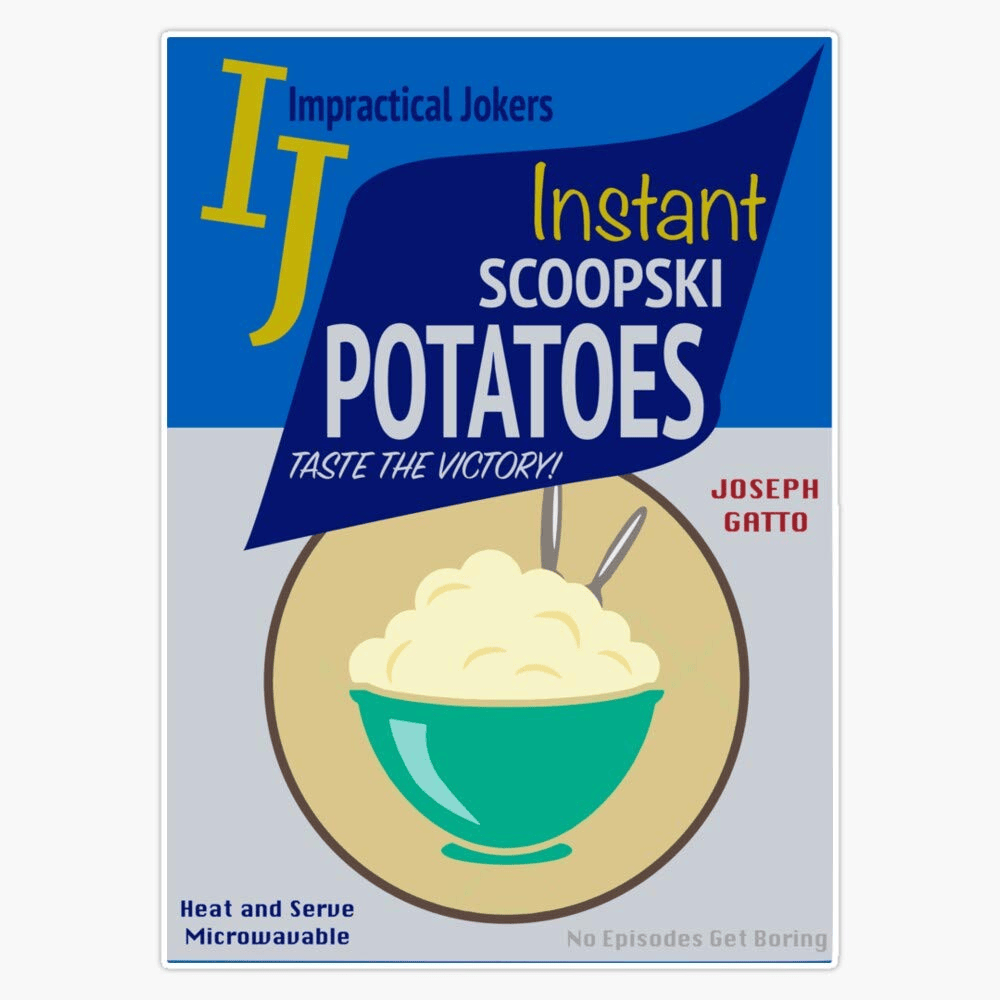 IJ
Impractical Jokers
Instant
SCOOPSKI
POTATOES
TASTE THE VICTORY!
JOSEPH
GATTO
Heat and Serve
Microwavable
No Episodes Get Boring